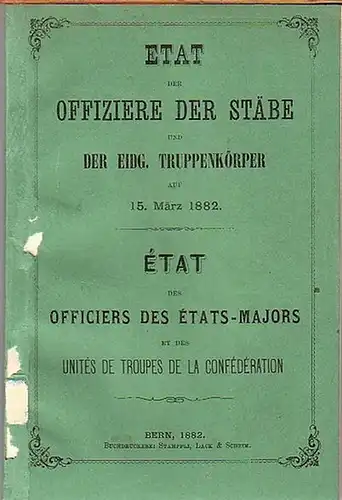 ETAT
DER
OFFIZIERE DER STÄBE
UND
DER EIDG. TRUPPENKÖRPER
AUF
15. März 1882.
ÉTAT
DES
OFFICIERS DES ÉTATS-MAJORS
ET DES
UNITÉS DE TROUPES DE LA CONFÉDÉRATION
BERN, 1882.
BUCHDRUCKEREI STÄMPFLI, LACK & SCHEIM.